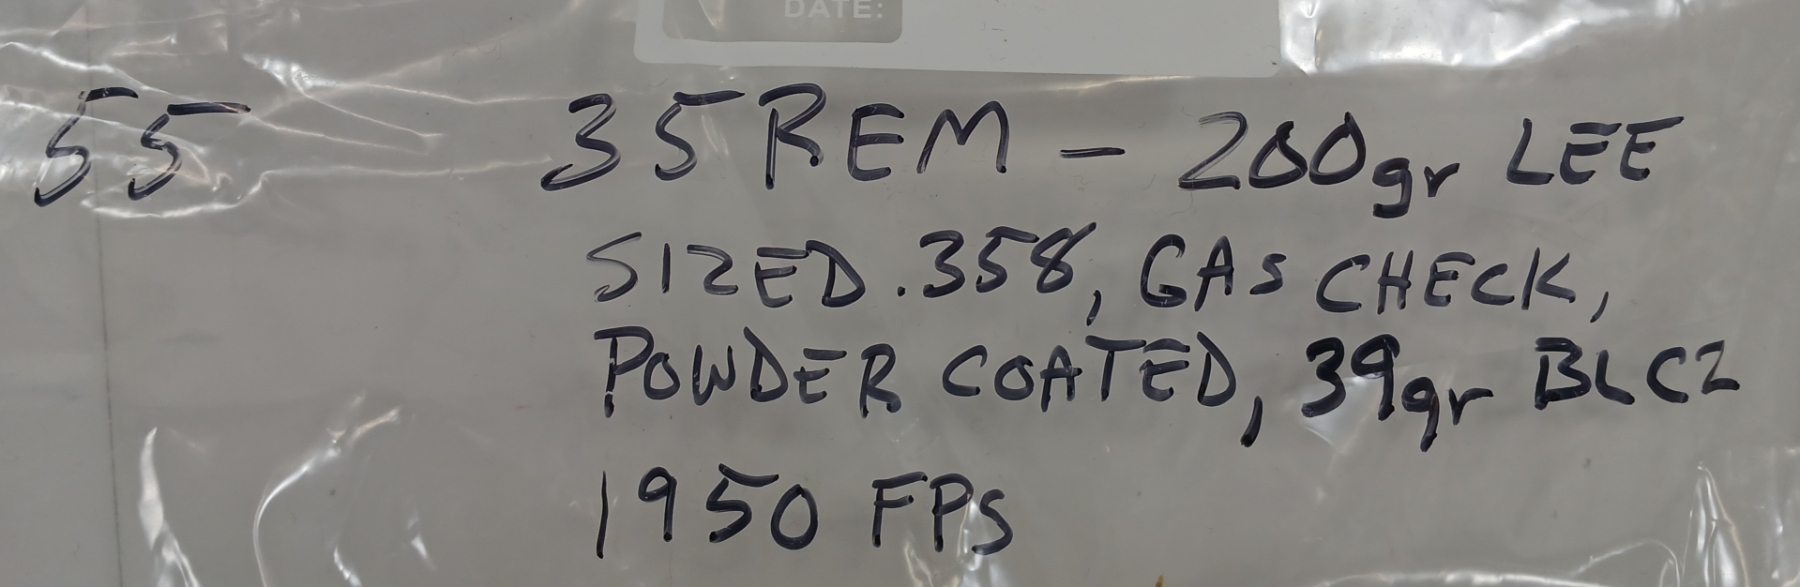 DATE:
55 35 REM - 200gr LEE
SIZED .358, GAS CHECK,
POWDER COATED, 39gr BLC2
1950 FPS